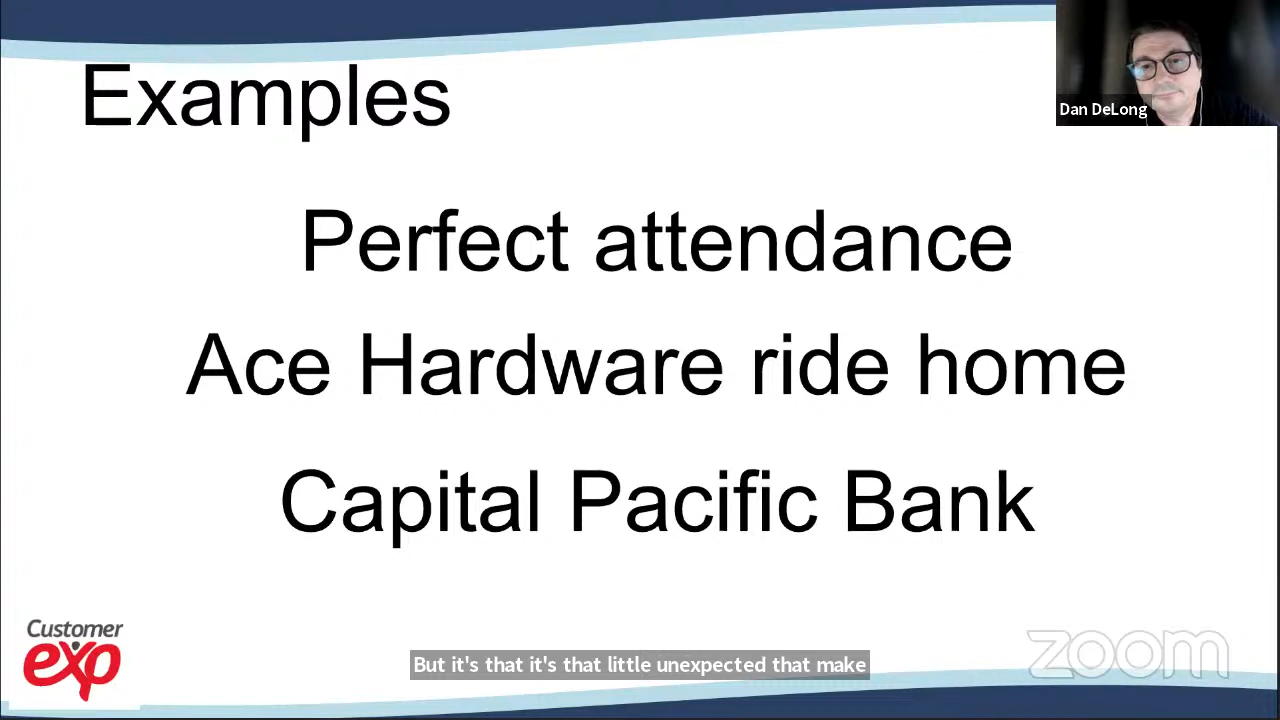 Examples
Dan DeLong
Perfect attendance
Ace Hardware ride home
Capital Pacific Bank
Customer
exp
But it's that it's that little unexpected that make
zoom